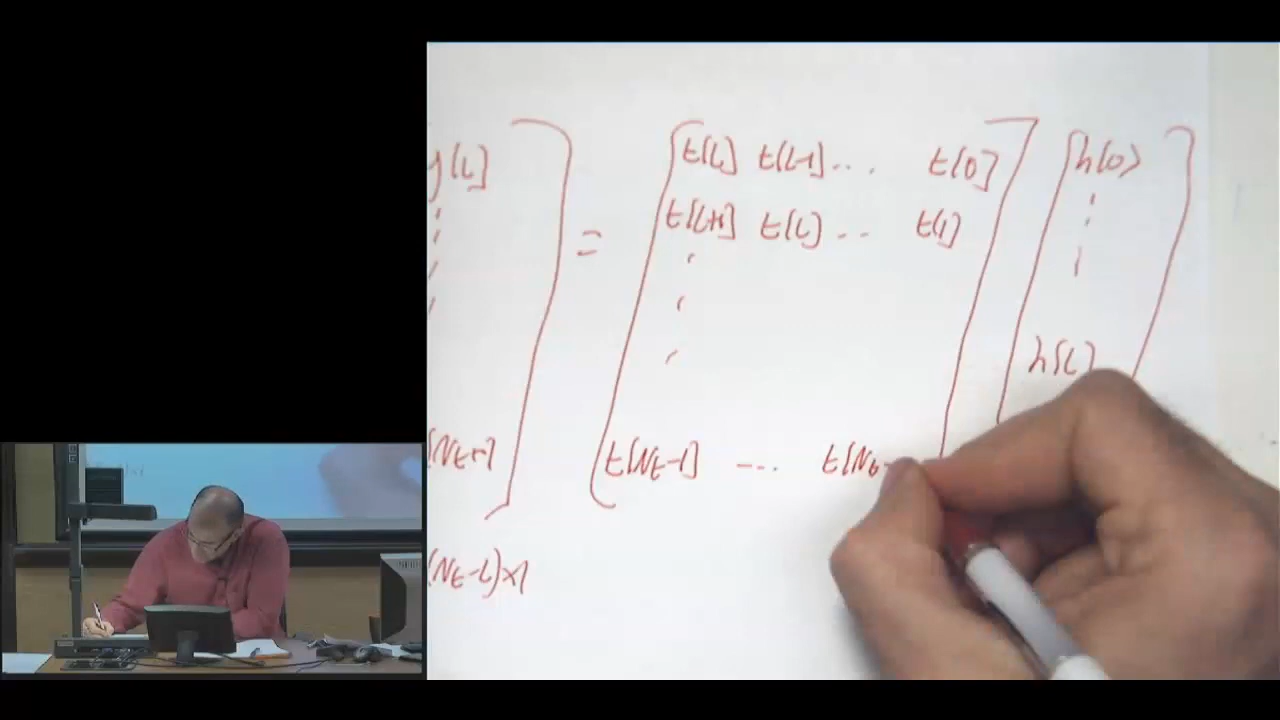 y[L] = t[L] t[L-1] ... t[0] h[0]
t[L+1] t[L] ... t[1]
h[L]
[Nt-1] t[Nt-1] ... t[Nt-
(Nt-L)x1